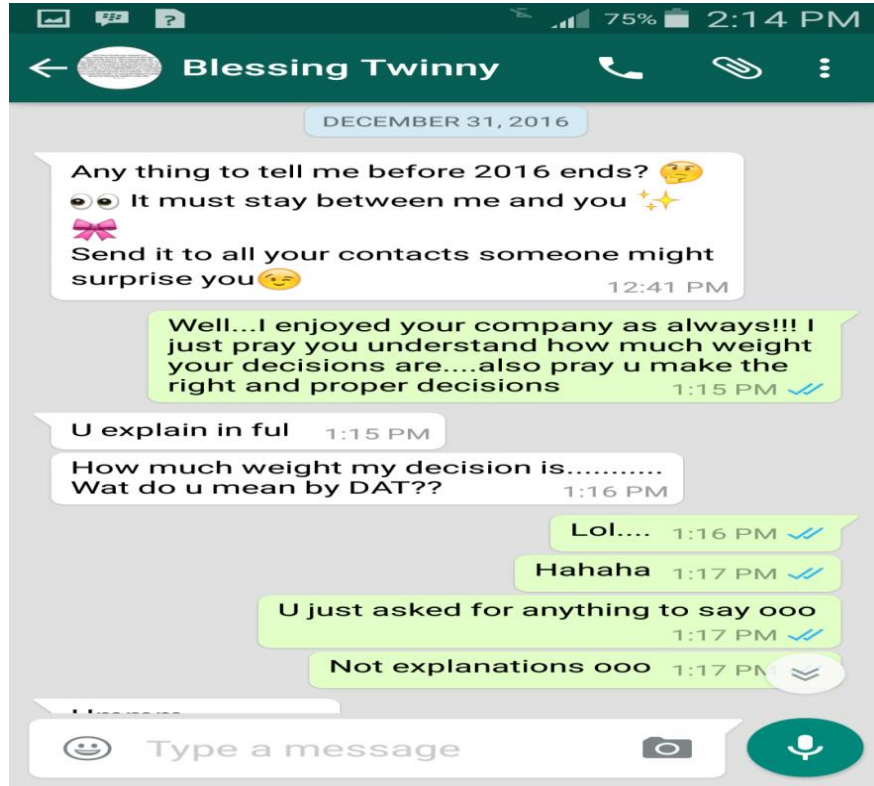 75% 2:14 PM
Blessing Twinny
DECEMBER 31, 2016
Any thing to tell me before 2016 ends? 🤔
👀 It must stay between me and you ✨
🎀
Send it to all your contacts someone might
surprise you😉 12:41 PM
Well...I enjoyed your company as always!!! I
just pray you understand how much weight
your decisions are....also pray u make the
right and proper decisions 1:15 PM
U explain in ful 1:15 PM
How much weight my decision is...........
Wat do u mean by DAT?? 1:16 PM
Lol.... 1:16 PM
Hahaha 1:17 PM
U just asked for anything to say ooo
1:17 PM
Not explanations ooo 1:17 PM
Type a message